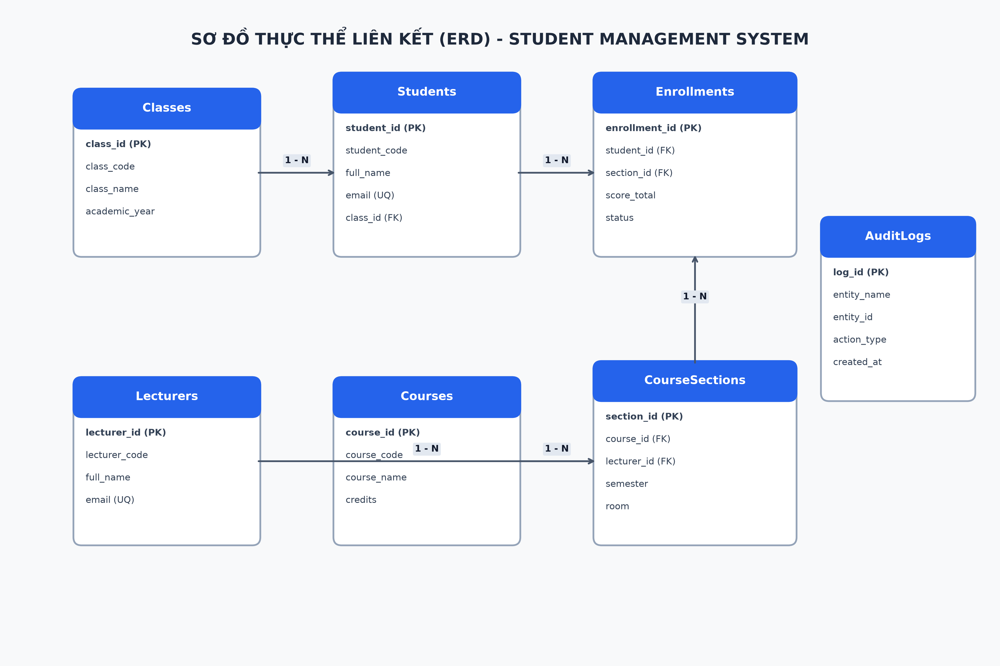 SƠ ĐỒ THỰC THỂ LIÊN KẾT (ERD) - STUDENT MANAGEMENT SYSTEM
Classes
class_id (PK)
class_code
class_name
academic_year
1 - N
Students
student_id (PK)
student_code
full_name
email (UQ)
class_id (FK)
1 - N
Enrollments
enrollment_id (PK)
student_id (FK)
section_id (FK)
score_total
status
AuditLogs
log_id (PK)
entity_name
entity_id
action_type
created_at
1 - N
Lecturers
lecturer_id (PK)
lecturer_code
full_name
email (UQ)
Courses
course_id (PK)
course_code
course_name
credits
1 - N
1 - N
CourseSections
section_id (PK)
course_id (FK)
lecturer_id (FK)
semester
room